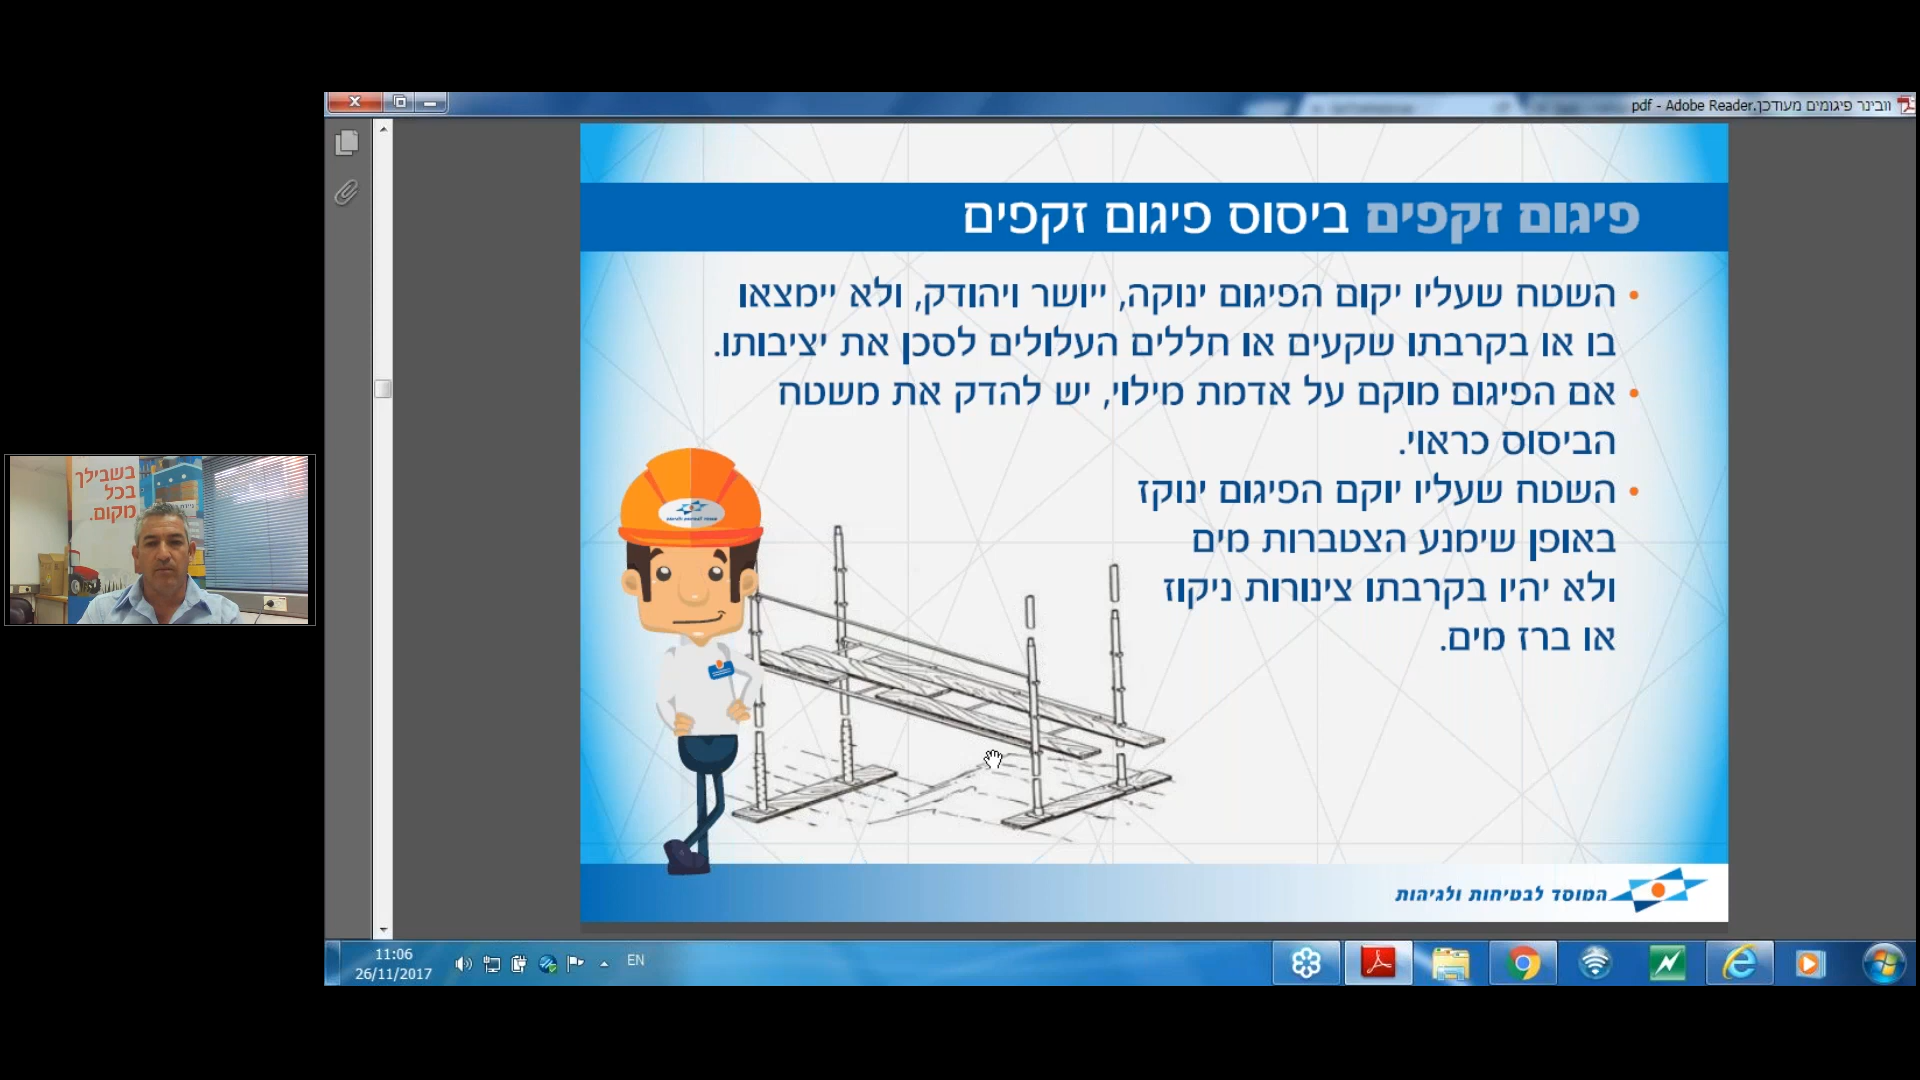 וובינר פיגומים מעודכן.pdf - Adobe Reader
פיגום זקפים ביסוס פיגום זקפים
• השטח שעליו יקום הפיגום ינוקה, ייושר ויהודק, ולא יימצאו
בו או בקרבתו שקעים או חללים העלולים לסכן את יציבותו.
• אם הפיגום מוקם על אדמת מילוי, יש להדק את משטח
הביסוס כראוי.
• השטח שעליו יוקם הפיגום ינוקז
באופן שימנע הצטברות מים
ולא יהיו בקרבתו צינורות ניקוז
או ברז מים.
המוסד לבטיחות ולגיהות
בשבילך
בכל
מקום.
EN
11:06
26/11/2017